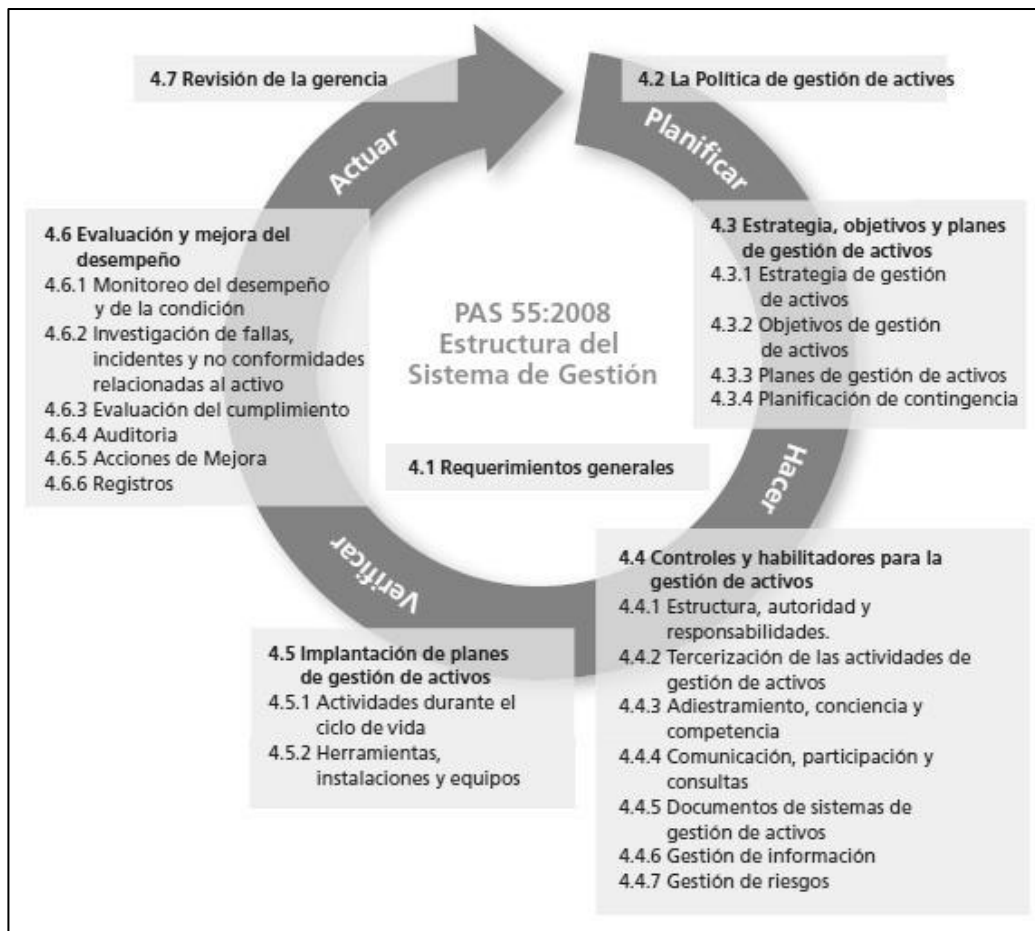 4.7 Revisión de la gerencia
4.2 La Política de gestión de actives
Actuar
Planificar
4.6 Evaluación y mejora del
desempeño
4.6.1 Monitoreo del desempeño
y de la condición
4.6.2 Investigación de fallas,
incidentes y no conformidades
relacionadas al activo
4.6.3 Evaluación del cumplimiento
4.6.4 Auditoria
4.6.5 Acciones de Mejora
4.6.6 Registros
PAS 55:2008
Estructura del
Sistema de Gestión
4.1 Requerimientos generales
4.3 Estrategia, objetivos y planes
de gestión de activos
4.3.1 Estrategia de gestión
de activos
4.3.2 Objetivos de gestión
de activos
4.3.3 Planes de gestión de activos
4.3.4 Planificación de contingencia
Hacer
Verificar
4.4 Controles y habilitadores para la
gestión de activos
4.4.1 Estructura, autoridad y
responsabilidades.
4.4.2 Tercerización de las actividades de
gestión de activos
4.4.3 Adiestramiento, conciencia y
competencia
4.4.4 Comunicación, participación y
consultas
4.4.5 Documentos de sistemas de
gestión de activos
4.4.6 Gestión de información
4.4.7 Gestión de riesgos
4.5 Implantación de planes
de gestión de activos
4.5.1 Actividades durante el
ciclo de vida
4.5.2 Herramientas,
instalaciones y equipos